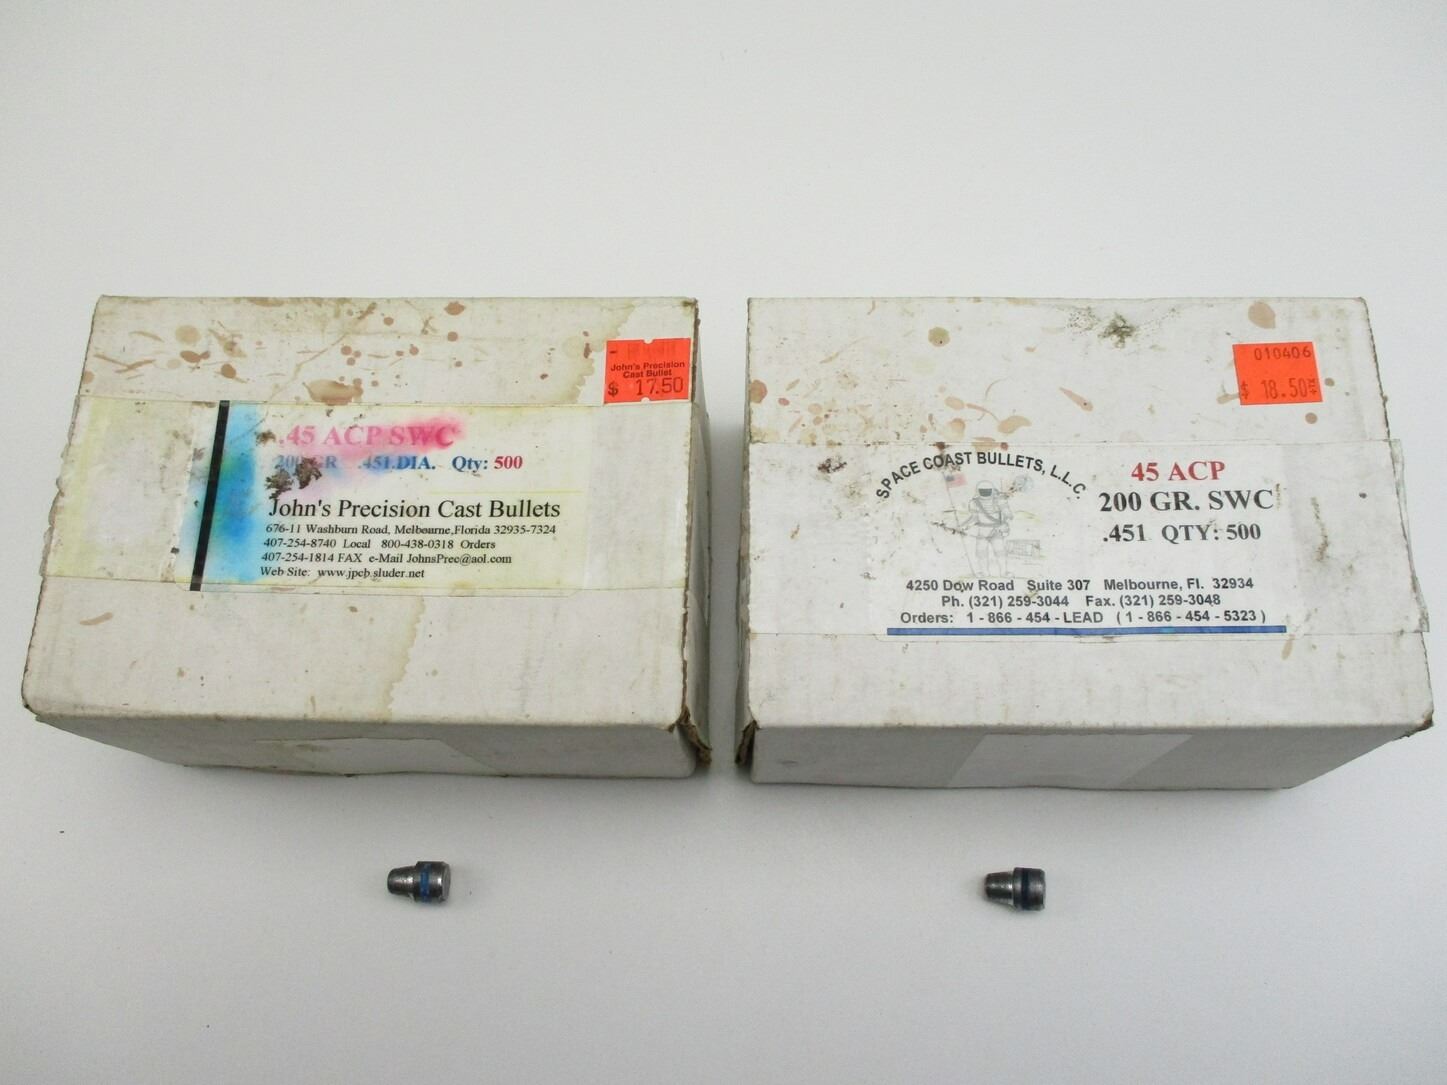 John's Precision
Cast Bullet
$ 17.50
.45 ACP SWC
200 GR .451 DIA. Qty: 500
John's Precision Cast Bullets
676-11 Washburn Road, Melbourne,Florida 32935-7324
407-254-8740 Local 800-438-0318 Orders
407-254-1814 FAX e-Mail JohnsPrec@aol.com
Web Site: www.jpcb.sluder.net
010406
$ 18.50
SPACE COAST BULLETS, L.L.C.
45 ACP
200 GR. SWC
.451 QTY: 500
4250 Dow Road Suite 307 Melbourne, Fl. 32934
Ph. (321) 259-3044 Fax. (321) 259-3048
Orders: 1 - 866 - 454 - LEAD ( 1 - 866 - 454 - 5323 )